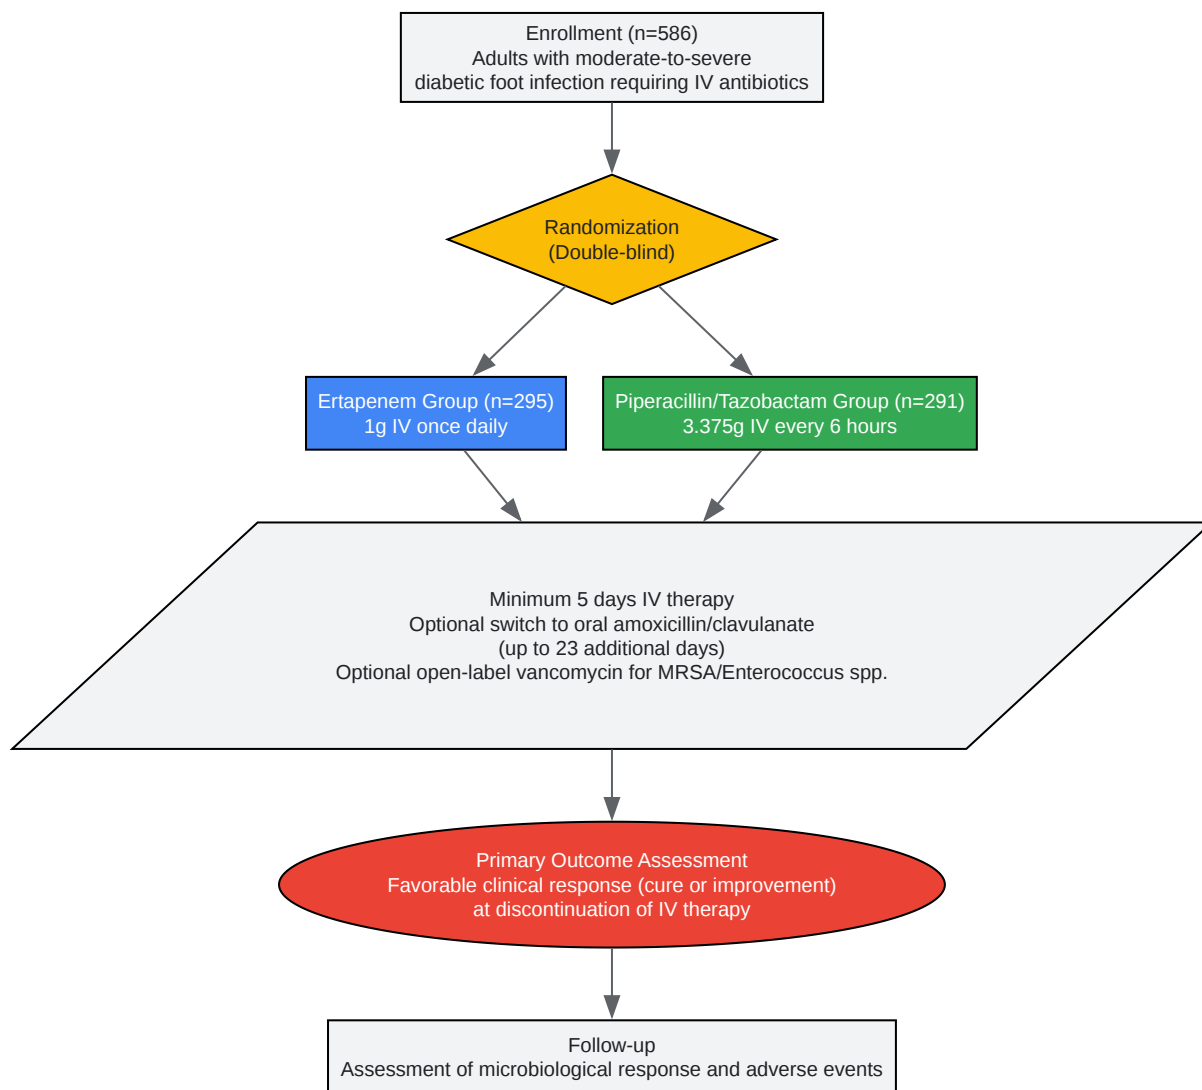 Enrollment (n=586)
Adults with moderate-to-severe
diabetic foot infection requiring IV antibiotics
Randomization
(Double-blind)
Ertapenem Group (n=295)
1g IV once daily
Piperacillin/Tazobactam Group (n=291)
3.375g IV every 6 hours
Minimum 5 days IV therapy
Optional switch to oral amoxicillin/clavulanate
(up to 23 additional days)
Optional open-label vancomycin for MRSA/Enterococcus spp.
Primary Outcome Assessment
Favorable clinical response (cure or improvement)
at discontinuation of IV therapy
Follow-up
Assessment of microbiological response and adverse events